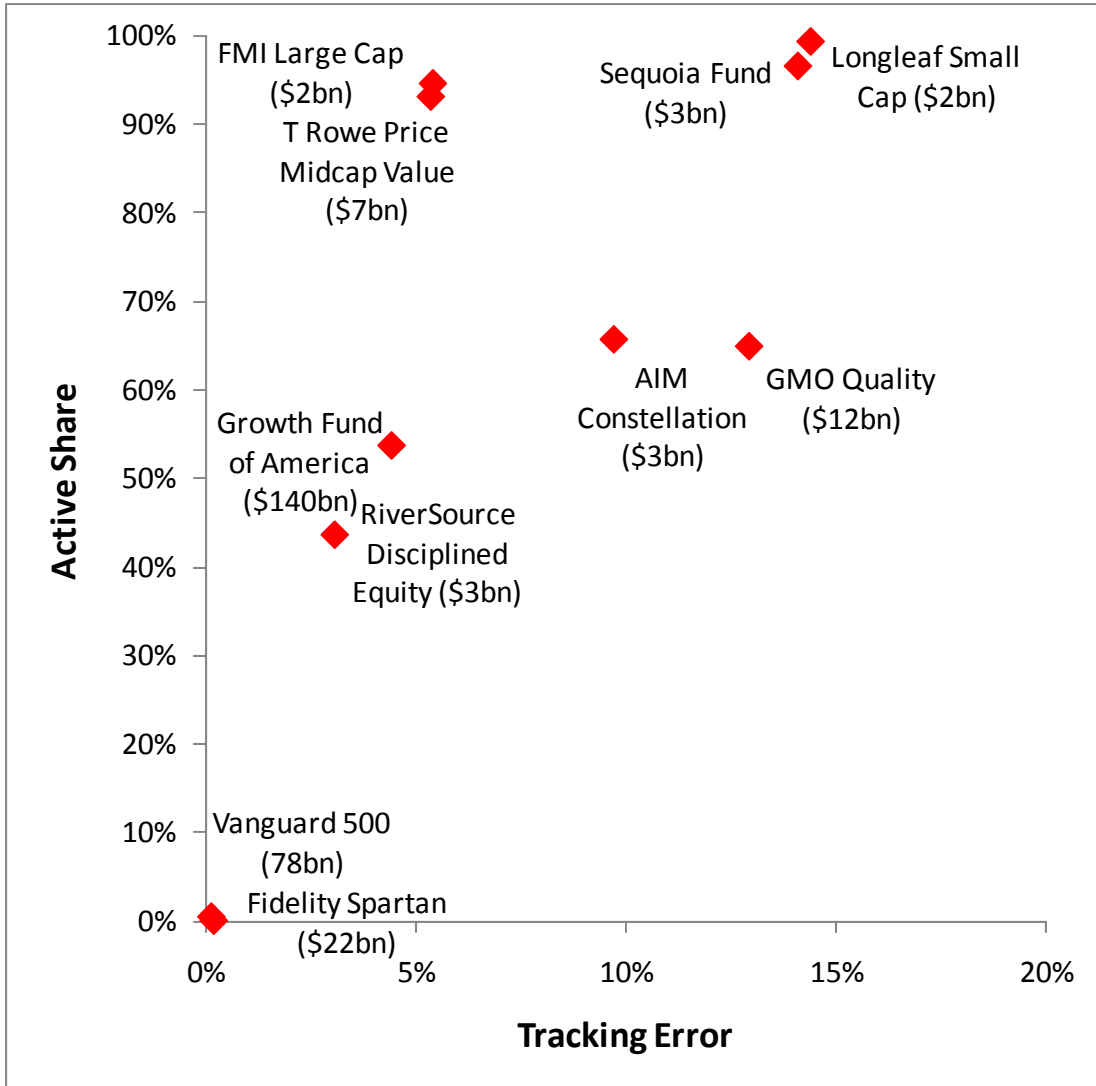 100%
90%
80%
70%
60%
50%
40%
30%
20%
10%
0%
Active Share
FMI Large Cap
($2bn)
T Rowe Price
Midcap Value
($7bn)
Sequoia Fund
($3bn)
Longleaf Small
Cap ($2bn)
AIM
Constellation
($3bn)
GMO Quality
($12bn)
Growth Fund
of America
($140bn)
RiverSource
Disciplined
Equity ($3bn)
Vanguard 500
(78bn)
Fidelity Spartan
($22bn)
0%
5%
10%
15%
20%
Tracking Error